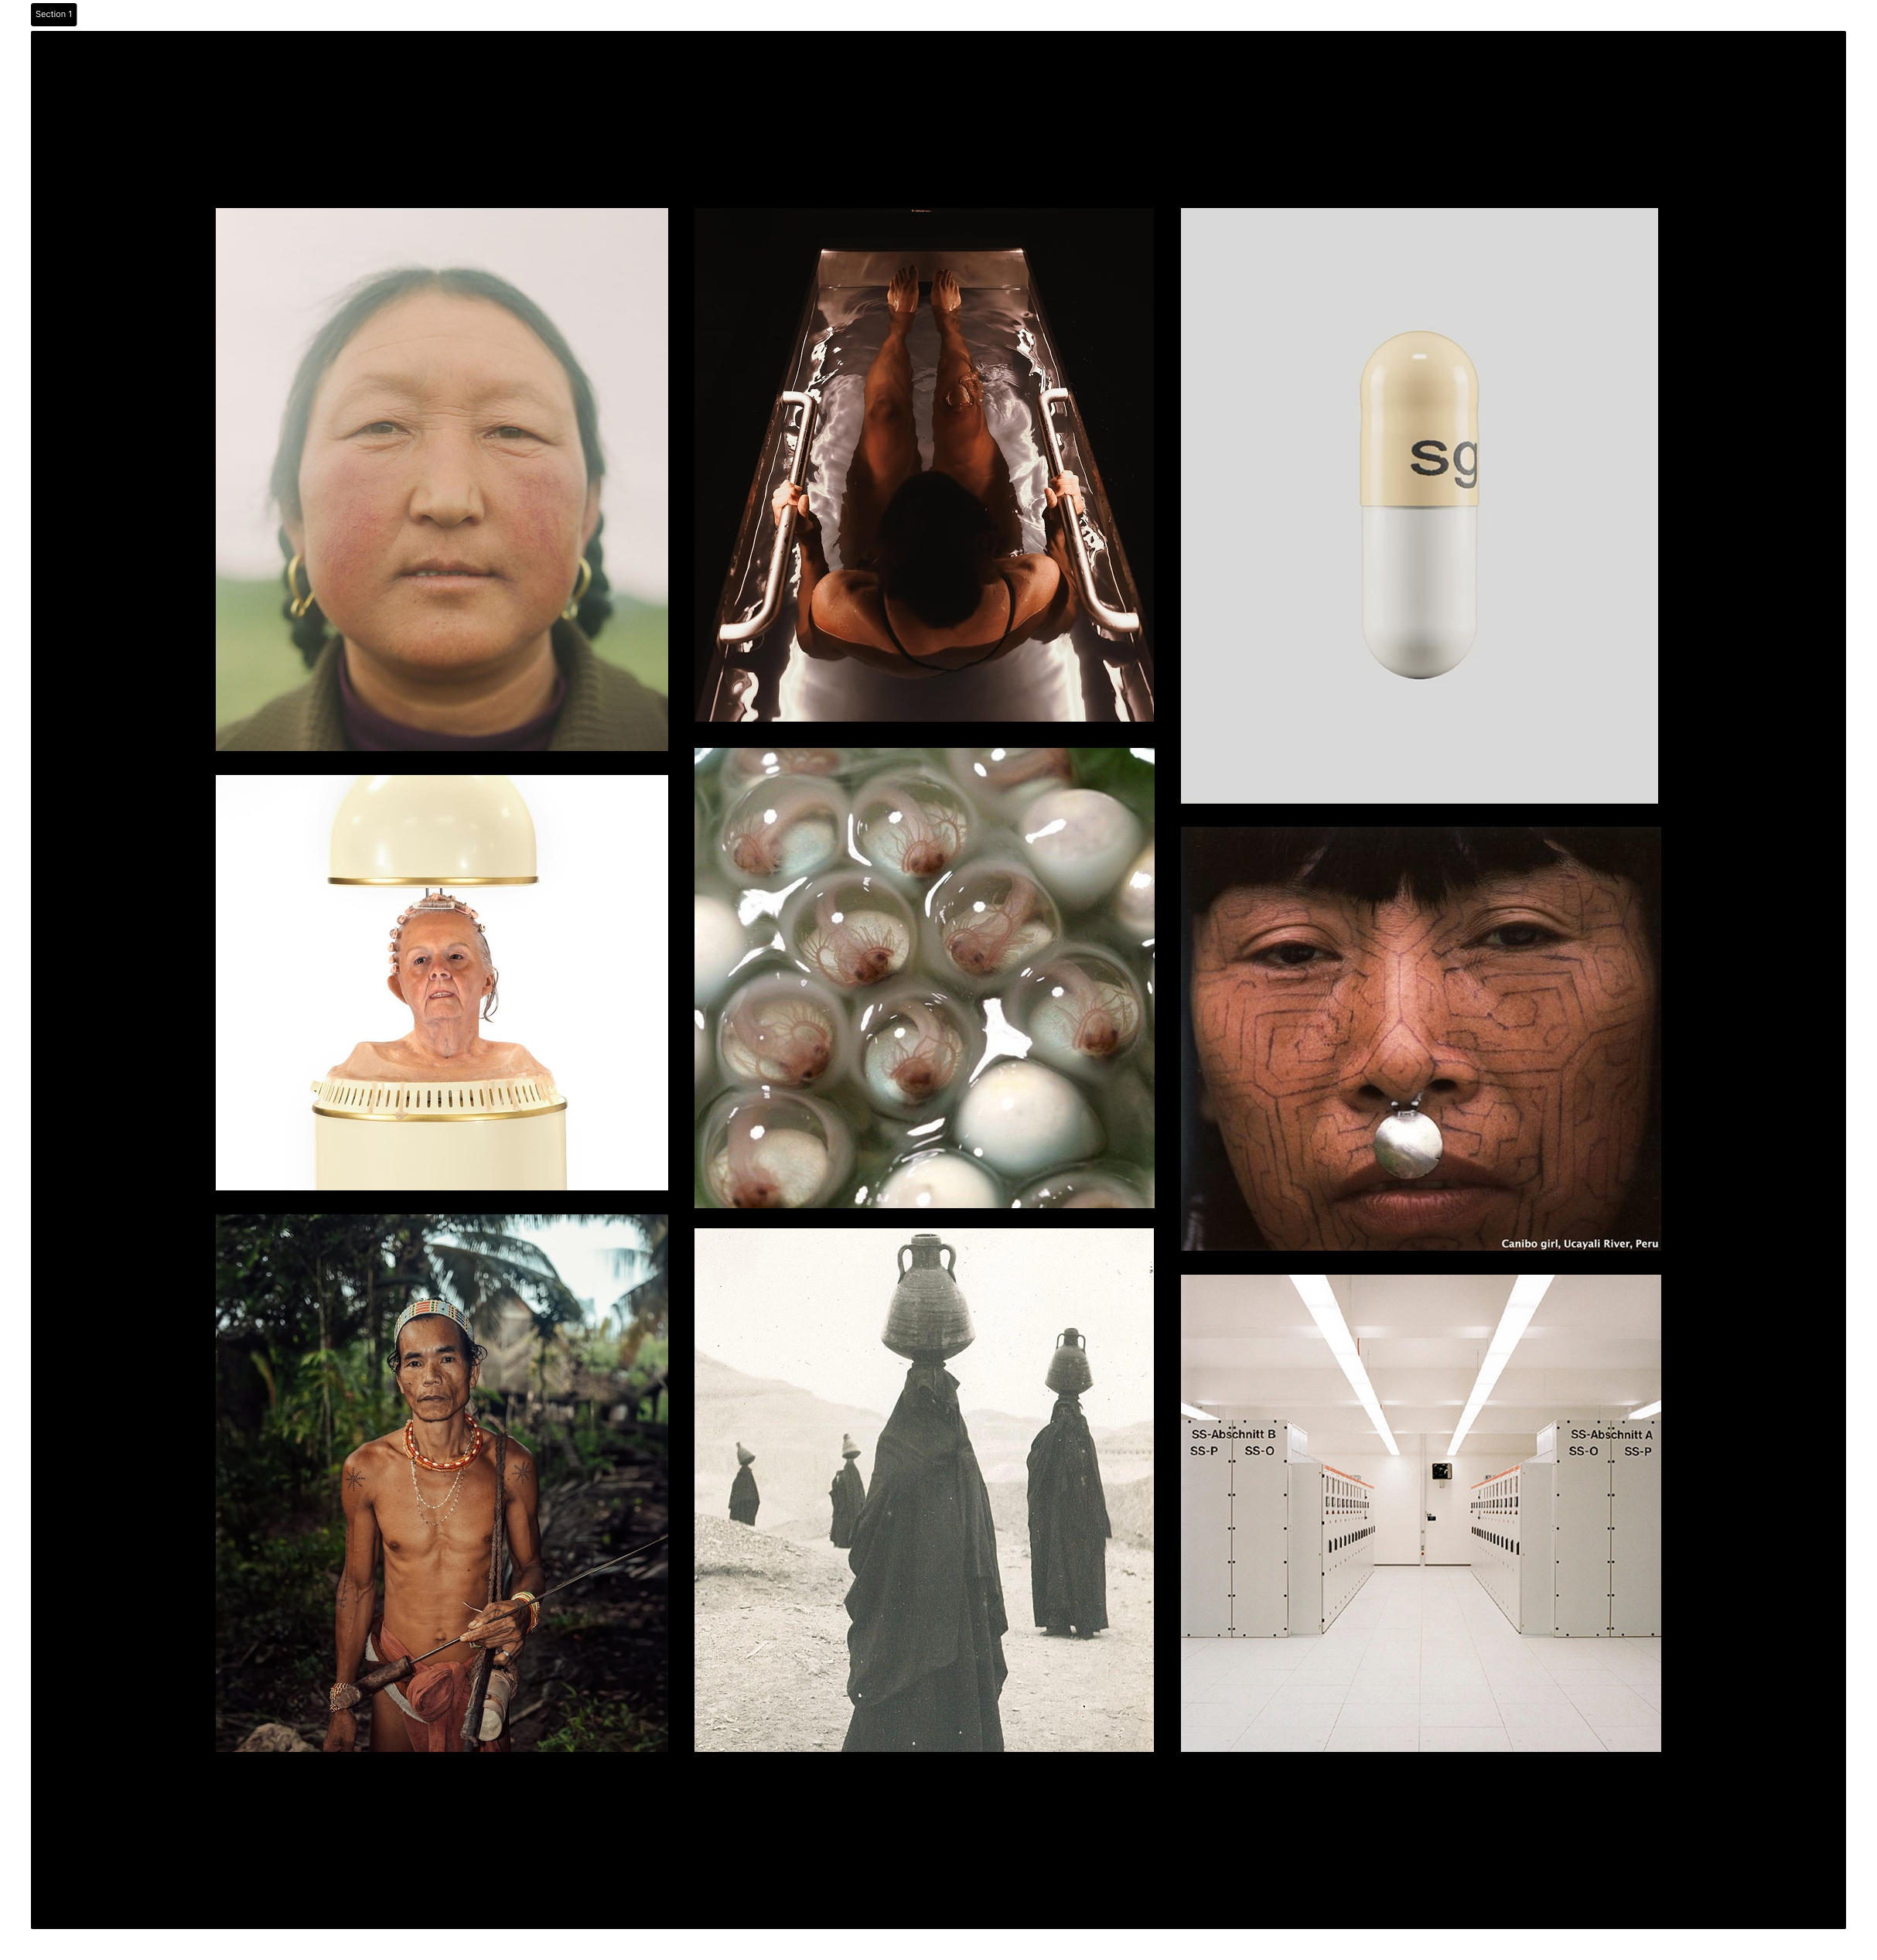 Section 1
sg
Canibo girl, Ucayali River, Peru
SS-Abschnitt B
SS-P SS-O
SS-Abschnitt A
SS-O SS-P